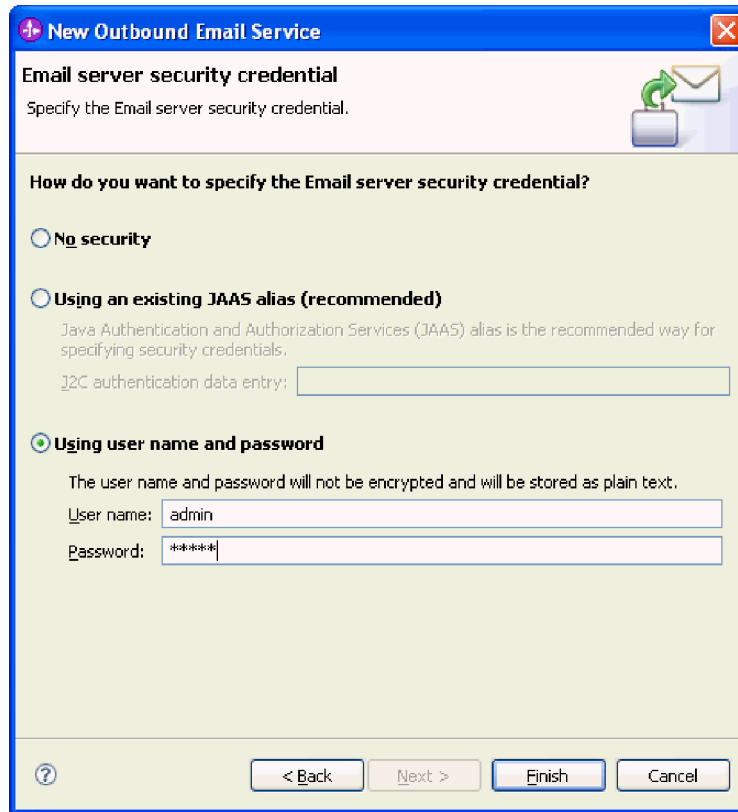 New Outbound Email Service
Email server security credential
Specify the Email server security credential.
How do you want to specify the Email server security credential?
No security
Using an existing JAAS alias (recommended)
Java Authentication and Authorization Services (JAAS) alias is the recommended way for
specifying security credentials.
J2C authentication data entry:
Using user name and password
The user name and password will not be encrypted and will be stored as plain text.
User name: admin
Password: *****
? < Back Next > Finish Cancel